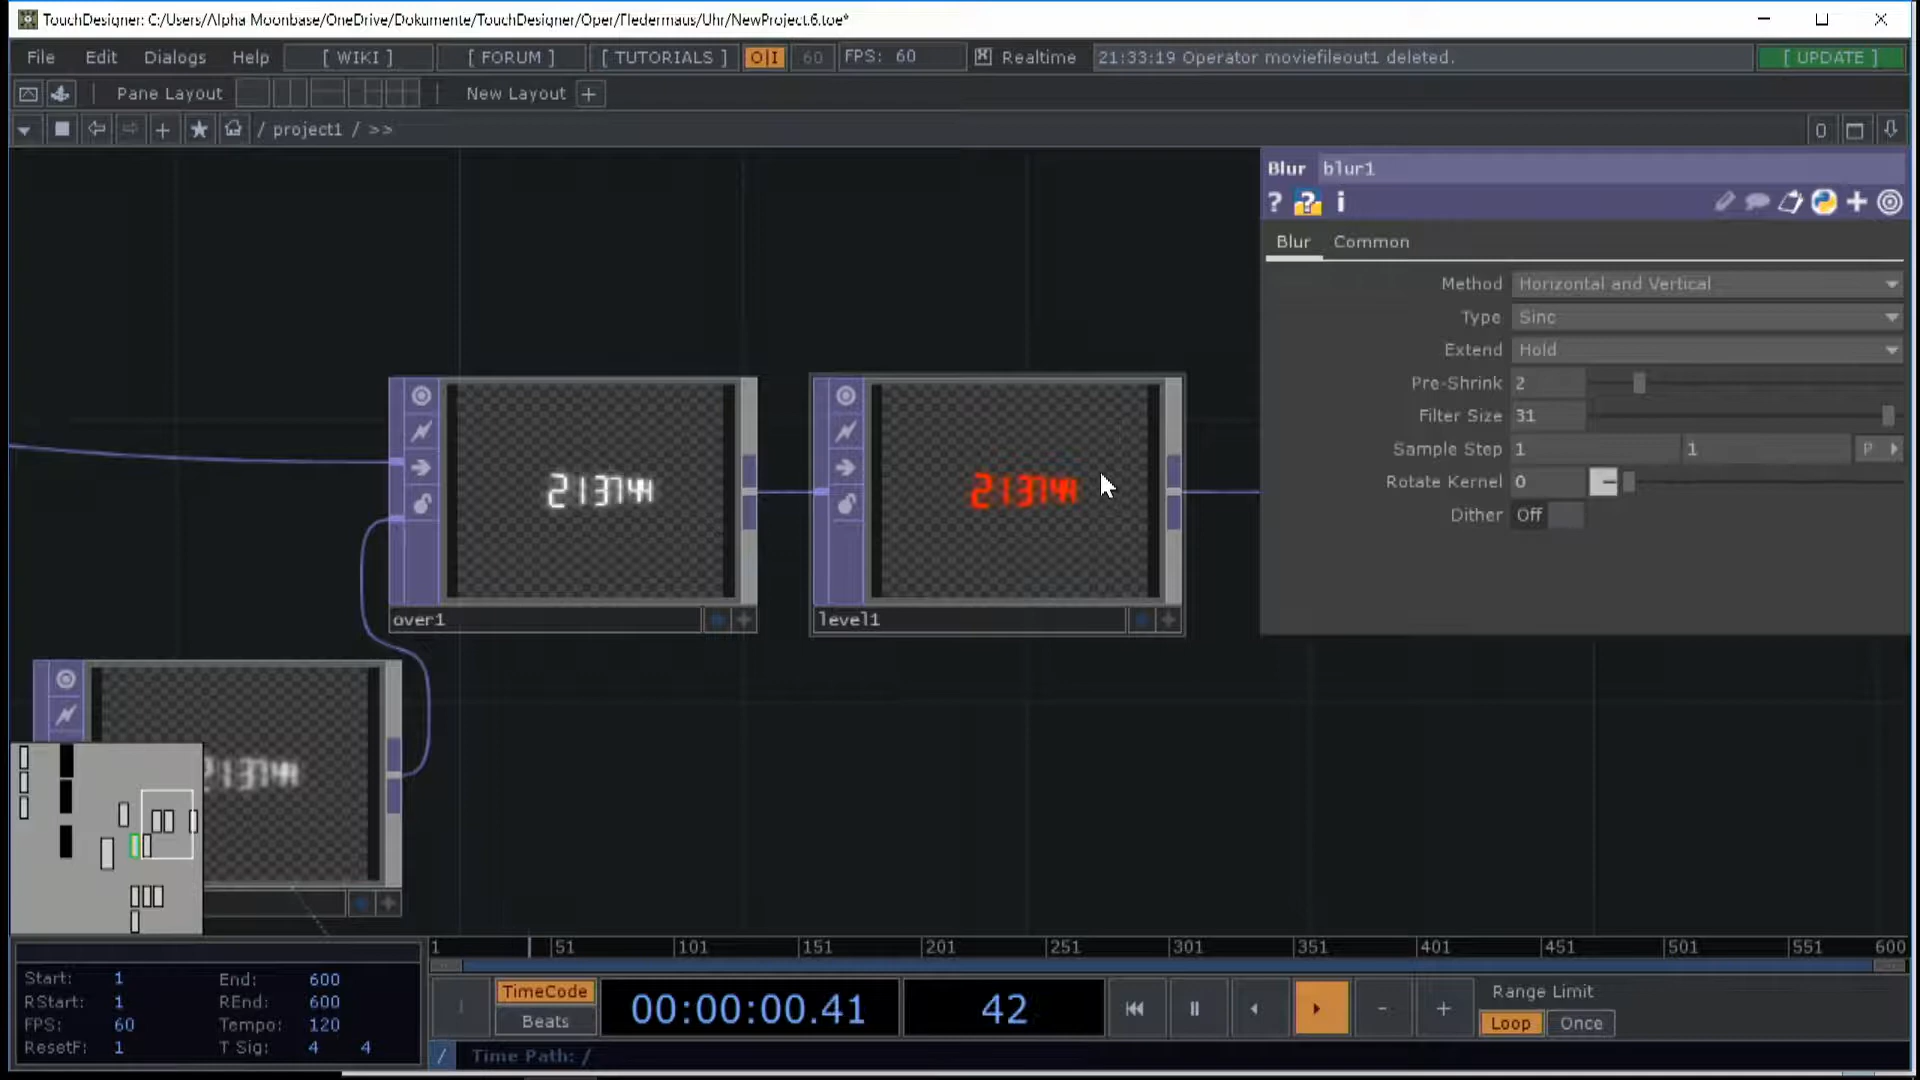 TouchDesigner: C:/Users/Alpha Moonbase/OneDrive/Dokumente/TouchDesigner/Oper/Fledermaus/Uhr/NewProject.6.toe*
File Edit Dialogs Help [ WIKI ] [ FORUM ] [ TUTORIALS ] O|I 60 FPS: 60 Realtime 21:33:19 Operator moviefileout1 deleted. [ UPDATE ]
Pane Layout New Layout +
/ project1 / >> 0
Blur blur1
? ? i
Blur Common
Method Horizontal and Vertical
Type Sinc
Extend Hold
Pre-Shrink 2
Filter Size 31
Sample Step 1 1 P
Rotate Kernel 0
Dither Off
213744
213744
over1
level1
213744
1 51 101 151 201 251 301 351 401 451 501 551 600
Start: 1 End: 600
RStart: 1 REnd: 600
FPS: 60 Tempo: 120
ResetF: 1 T Sig: 4 4
TimeCode
Beats
00:00:00.41
42
Range Limit
Loop Once
/ Time Path: /